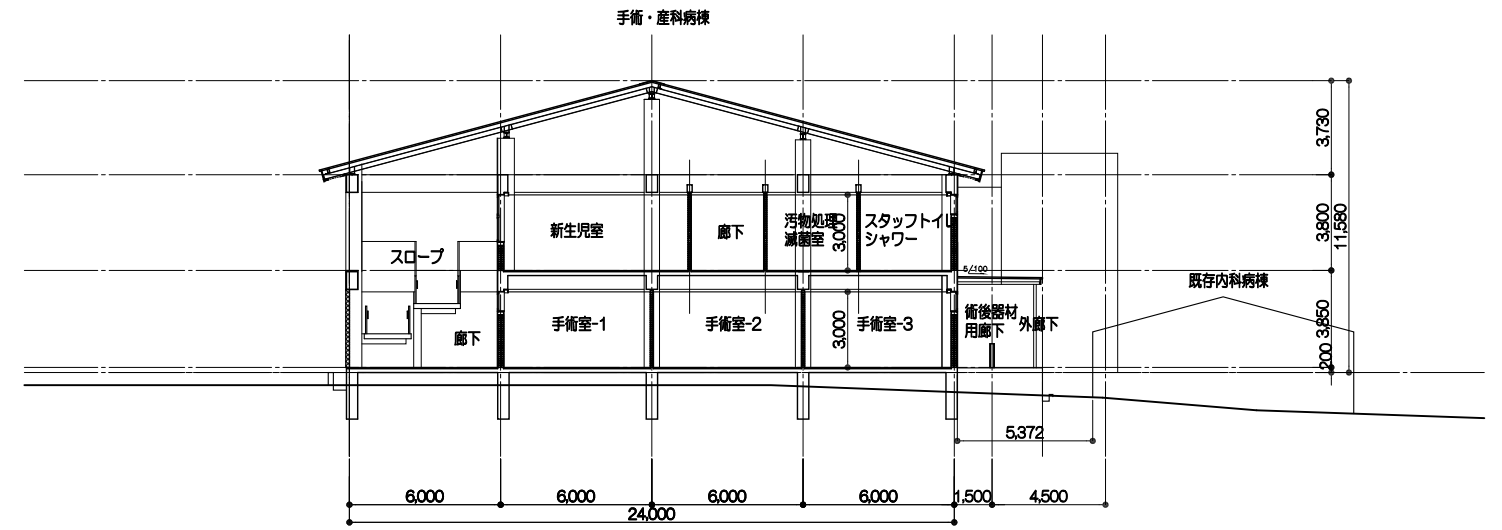 手術・産科病棟
3,730
3,800
11,580
3,850
200
新生児室
廊下
汚物処理
滅菌室
3,000
スタッフトイレ
シャワー
スロープ
5/100
既存内科病棟
廊下
手術室-1
手術室-2
手術室-3
3,000
術後器材
用廊下
外廊下
5,372
6,000
6,000
6,000
6,000
1,500
4,500
24,000